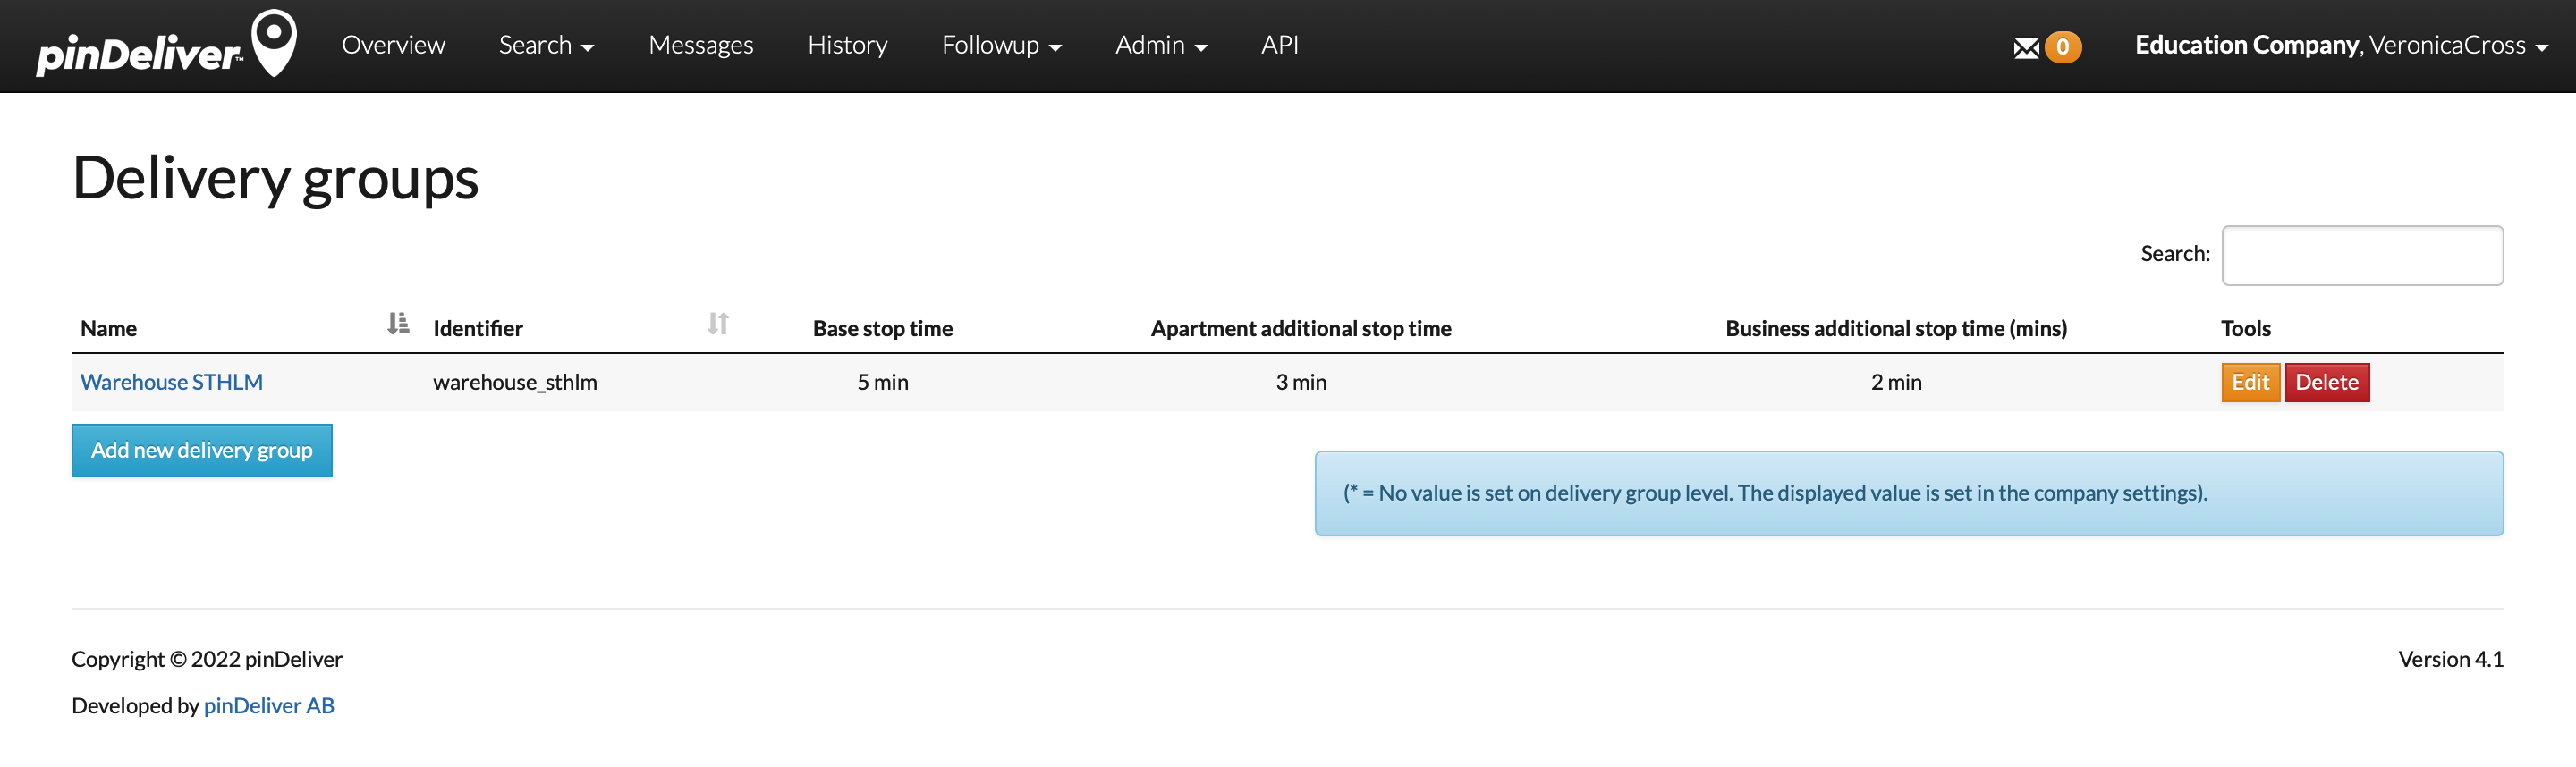 pinDeliver™ Overview Search Messages History Followup Admin API 0 Education Company, VeronicaCross
Delivery groups
Search:
Name Identifier Base stop time Apartment additional stop time Business additional stop time (mins) Tools
Warehouse STHLM warehouse_sthlm 5 min 3 min 2 min Edit Delete
Add new delivery group
(* = No value is set on delivery group level. The displayed value is set in the company settings).
Copyright © 2022 pinDeliver Version 4.1
Developed by pinDeliver AB